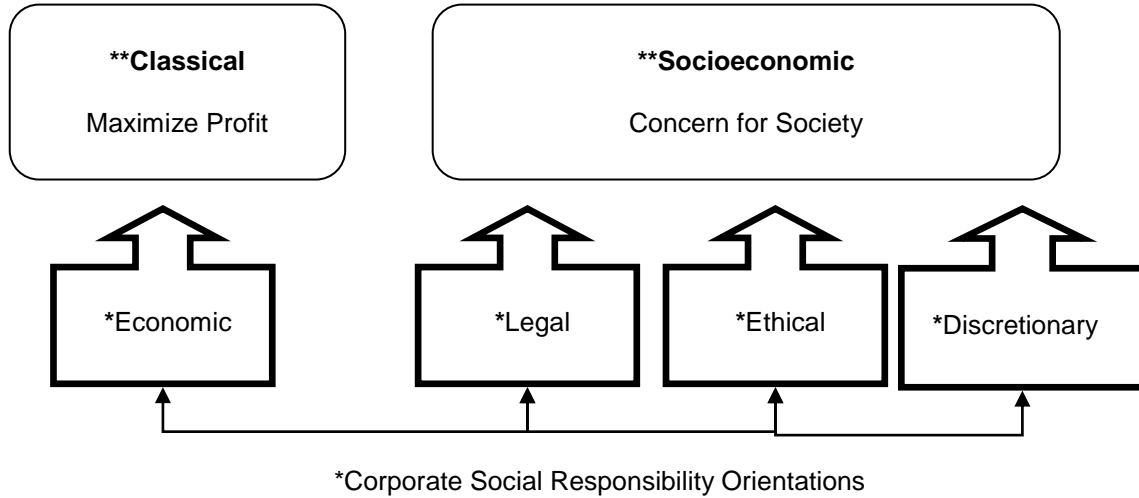 **Classical
Maximize Profit
**Socioeconomic
Concern for Society
*Economic
*Legal
*Ethical
*Discretionary
*Corporate Social Responsibility Orientations